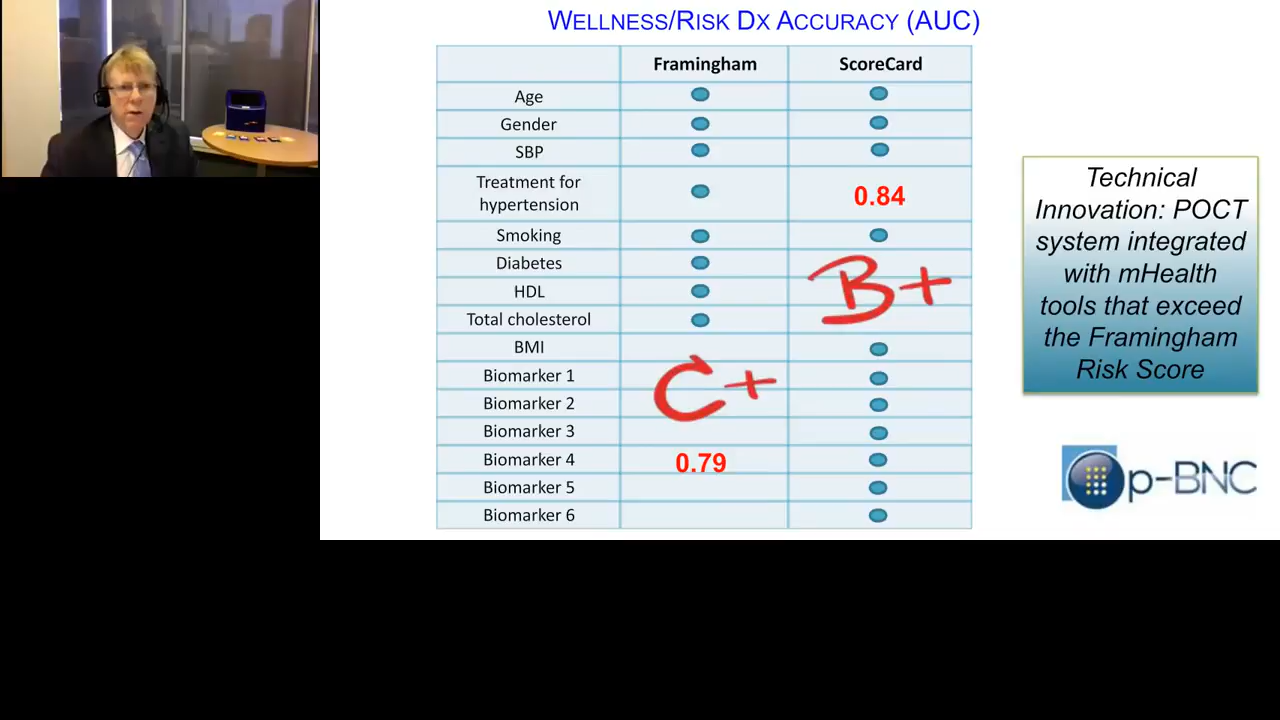 WELLNESS/RISK DX ACCURACY (AUC)
Framingham ScoreCard
Age
Gender
SBP
Treatment for
hypertension
0.84
Smoking
Diabetes
HDL
B+
Total cholesterol
BMI
Biomarker 1
C+
Biomarker 2
Biomarker 3
Biomarker 4 0.79
Biomarker 5
Biomarker 6
Technical
Innovation: POCT
system integrated
with mHealth
tools that exceed
the Framingham
Risk Score
p-BNC